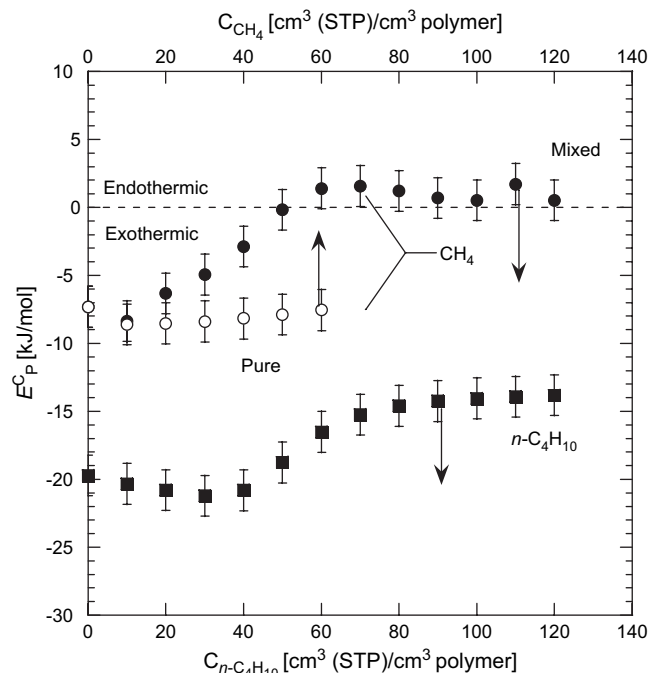 C_CH₄ [cm³ (STP)/cm³ polymer]
0 20 40 60 80 100 120 140
10
5
0
-5
-10
-15
-20
-25
-30
E^C_P [kJ/mol]
Mixed
Endothermic
Exothermic
CH₄
Pure
n-C₄H₁₀
0 20 40 60 80 100 120 140
C_n-C₄H₁₀ [cm³ (STP)/cm³ polymer]